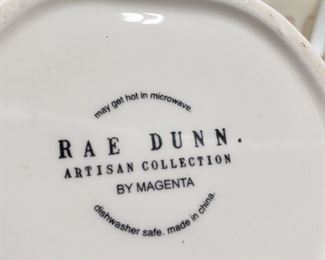 may get hot in microwave.
RAE DUNN.
ARTISAN COLLECTION
BY MAGENTA
dishwasher safe. made in china.